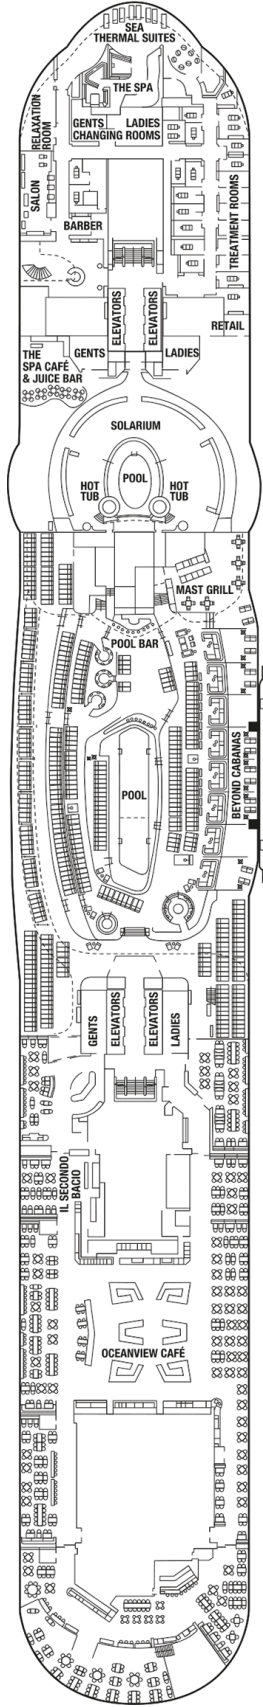 SEA
THERMAL SUITES
THE SPA
RELAXATION
ROOM
GENTS LADIES
CHANGING ROOMS
SALON
TREATMENT ROOMS
BARBER
ELEVATORS
ELEVATORS
RETAIL
THE
SPA CAFÉ
& JUICE BAR
GENTS
LADIES
SOLARIUM
POOL
HOT
TUB
HOT
TUB
MAST GRILL
POOL BAR
POOL
BEYOND CABANAS
GENTS
ELEVATORS
ELEVATORS
LADIES
IL SECONDO
BACIO
OCEANVIEW CAFÉ